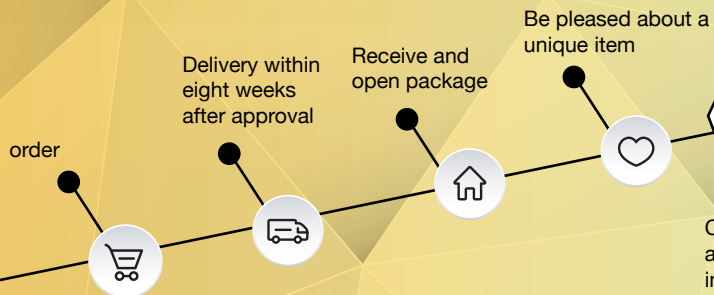 order
Delivery within
eight weeks
after approval
Receive and
open package
Be pleased about a
unique item